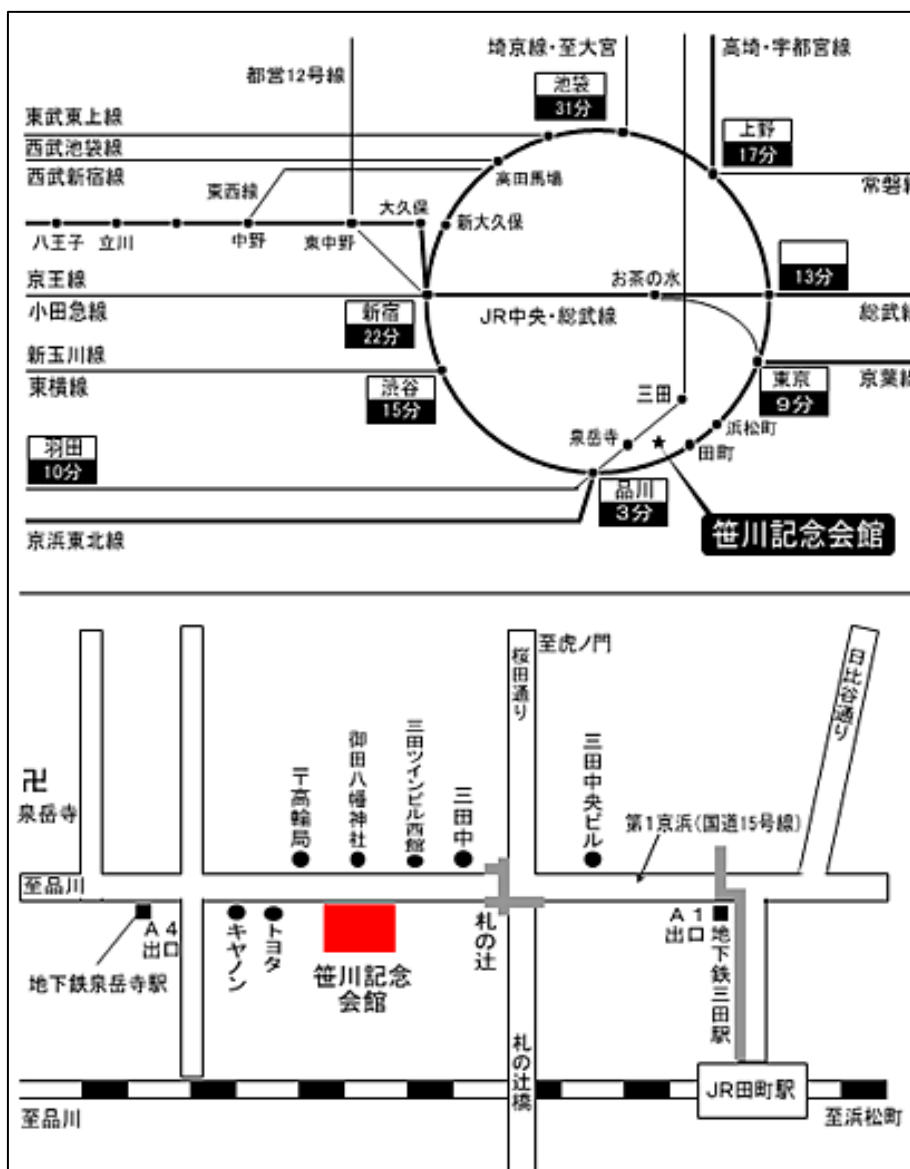 埼京線・至大宮
高埼・宇都宮線
都営12号線
池袋
31分
東武東上線
上野
17分
西武池袋線
西武新宿線
高田馬場
常磐線
東西線
大久保
新大久保
八王子
立川
中野
東中野
京王線
お茶の水
13分
小田急線
新宿
22分
JR中央・総武線
総武線
新玉川線
東横線
渋谷
15分
東京
9分
京葉線
三田
浜松町
泉岳寺
田町
羽田
10分
品川
3分
笹川記念会館
京浜東北線
至虎ノ門
桜田通り
日比谷通り
卍
泉岳寺
〒高輪局
御田八幡神社
三田ツインビル西館
三田中
三田中央ビル
第1京浜(国道15号線)
至品川
A4
出口
地下鉄泉岳寺駅
キヤノン
トヨタ
笹川記念
会館
札の辻
A1
出口
地下鉄三田駅
札の辻橋
JR田町駅
至品川
至浜松町